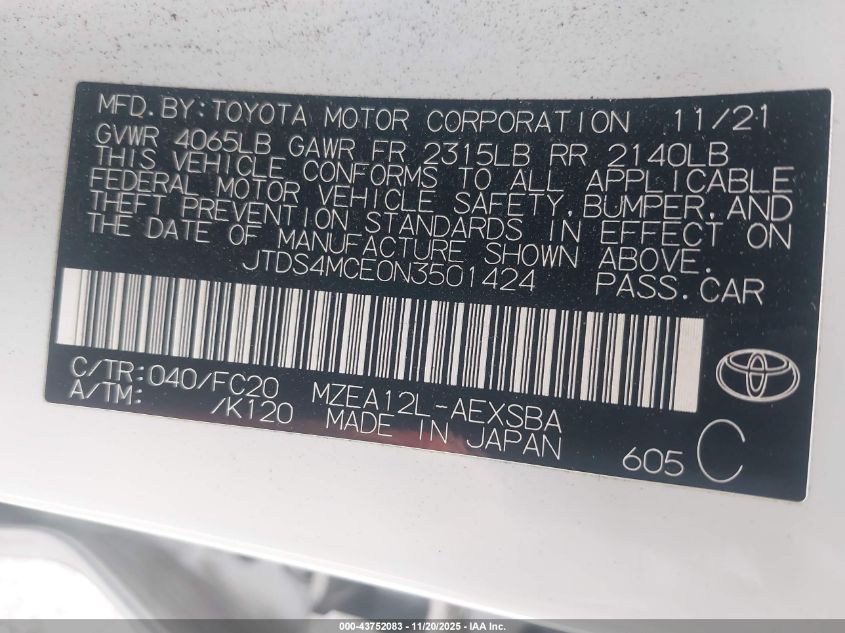 MFD. BY: TOYOTA MOTOR CORPORATION 11/21
GVWR 4065LB GAWR FR 2315LB RR 2140LB
THIS VEHICLE CONFORMS TO ALL APPLICABLE
FEDERAL MOTOR VEHICLE SAFETY, BUMPER, AND
THEFT PREVENTION STANDARDS IN EFFECT ON
THE DATE OF MANUFACTURE SHOWN ABOVE.
JTDS4MCE0N3501424 PASS. CAR
C/TR: 040/FC20 MZEA12L-AEXSBA
A/TM: /K120 MADE IN JAPAN
605 C
000-43752083 - 11/20/2025 - IAA Inc.